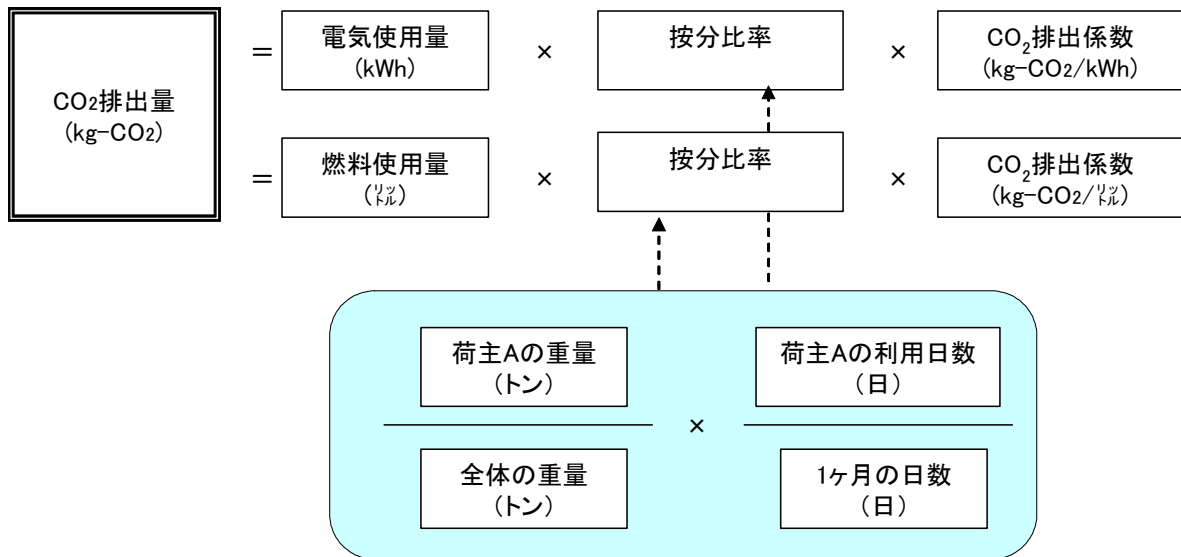 CO2排出量
(kg-CO2)
=
電気使用量
(kWh)
×
按分比率
×
CO2排出係数
(kg-CO2/kWh)
=
燃料使用量
(リットル)
×
按分比率
×
CO2排出係数
(kg-CO2/リットル)
荷主Aの重量
(トン)
全体の重量
(トン)
×
荷主Aの利用日数
(日)
1ヶ月の日数
(日)